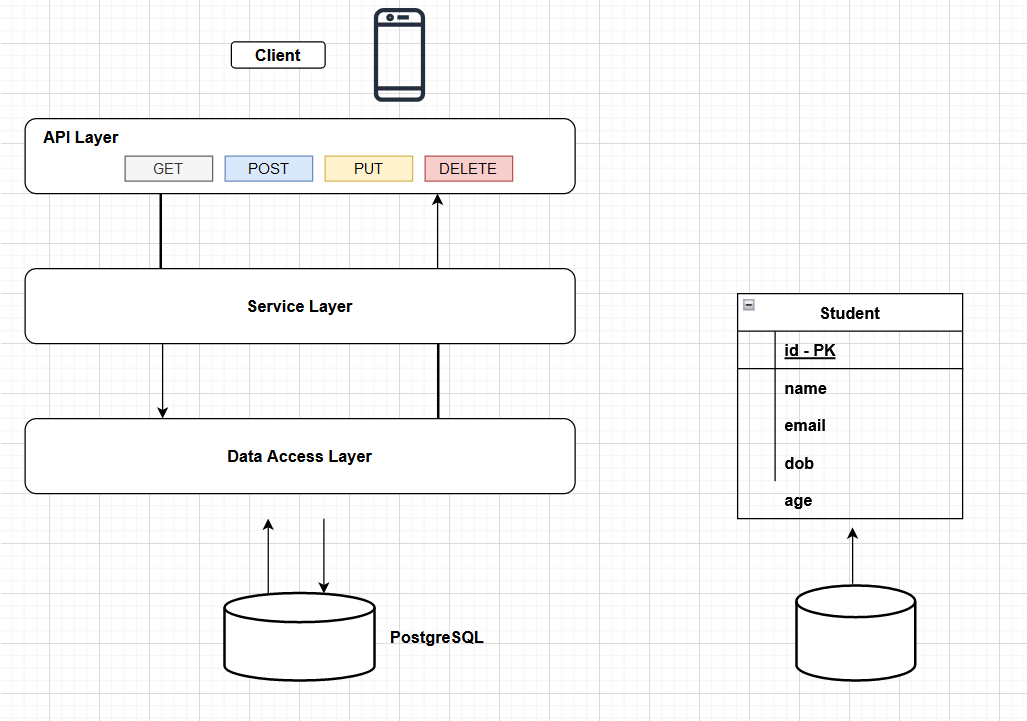 Client
API Layer
GET POST PUT DELETE
Service Layer
Data Access Layer
PostgreSQL
Student
id - PK
name
email
dob
age